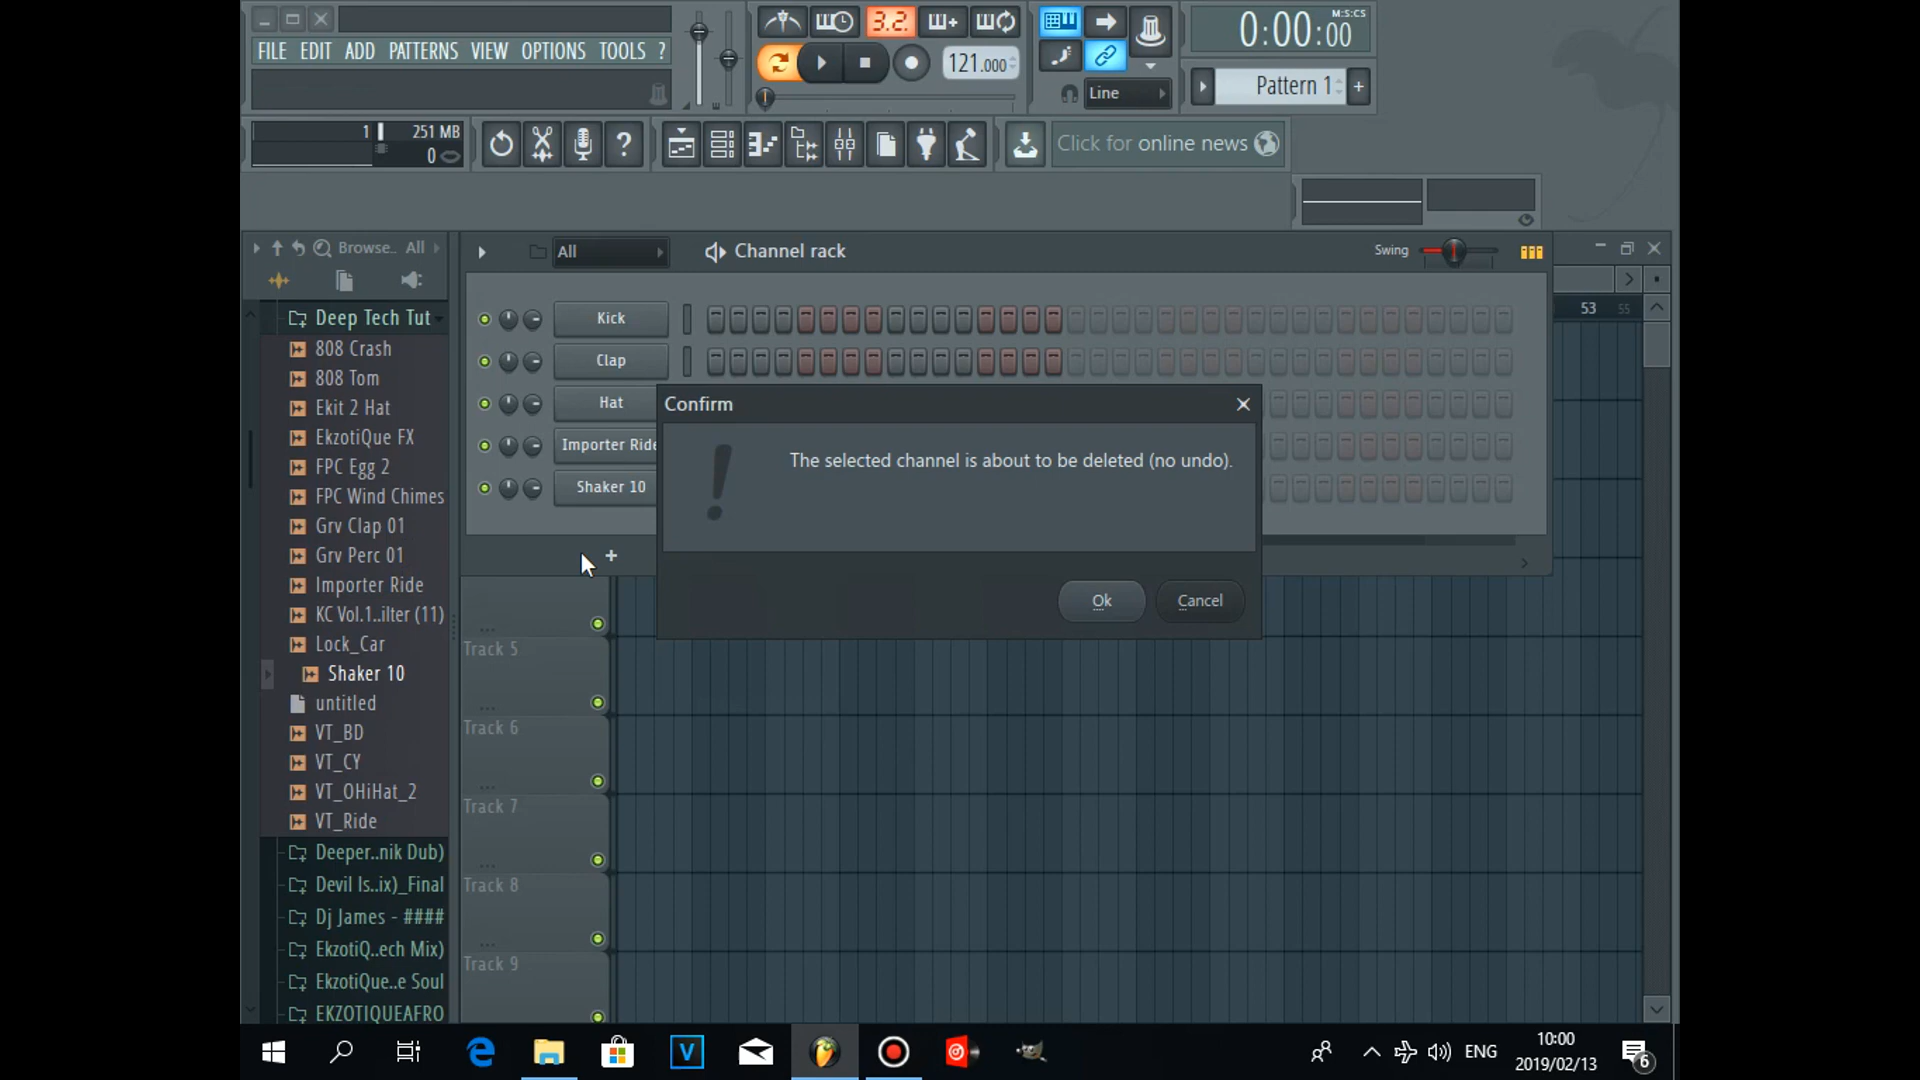 FILE EDIT ADD PATTERNS VIEW OPTIONS TOOLS ?
3.2.
121.000
Line
M:S:CS
0:00:00
Pattern 1
+
1 251 MB
0
?
Click for online news
Browse.. All
All
Channel rack
Swing
Deep Tech Tut
808 Crash
808 Tom
Ekit 2 Hat
EkzotiQue FX
FPC Egg 2
FPC Wind Chimes
Grv Clap 01
Grv Perc 01
Importer Ride
KC Vol.1..ilter (11)
Lock_Car
Shaker 10
untitled
VT_BD
VT_CY
VT_OHiHat_2
VT_Ride
Deeper..nik Dub)
Devil Is..ix)_Final
Dj James - ####
EkzotiQ..ech Mix)
EkzotiQue..e Soul
EKZOTIQUEAFRO
Kick
Clap
Hat
Importer Ride
Shaker 10
+
53 55
Confirm
The selected channel is about to be deleted (no undo).
Ok
Cancel
Track 5
Track 6
Track 7
Track 8
Track 9
V
ENG
10:00
2019/02/13
6